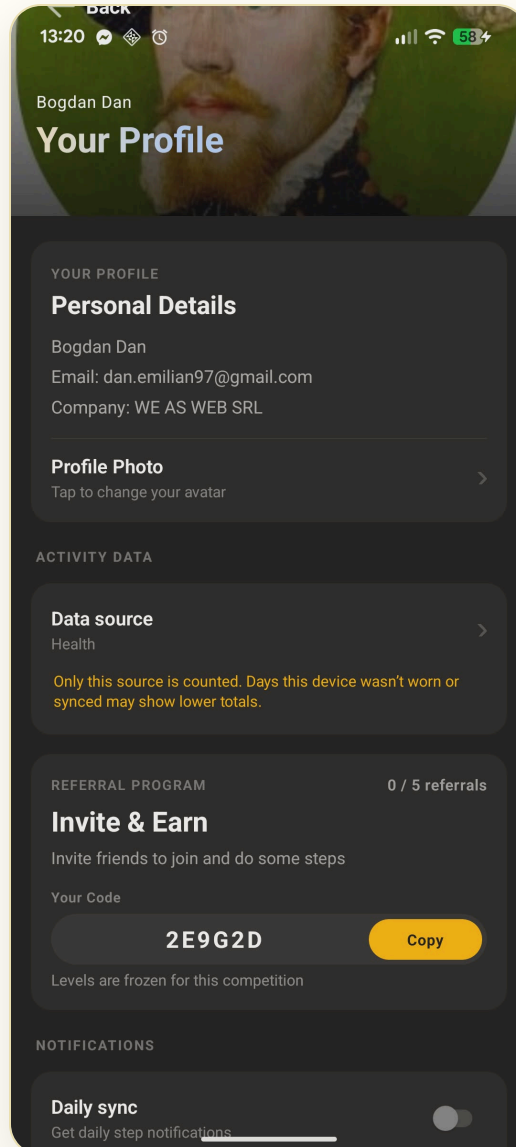 Back
13:20
58
Bogdan Dan
Your Profile
YOUR PROFILE
Personal Details
Bogdan Dan
Email: dan.emilian97@gmail.com
Company: WE AS WEB SRL
Profile Photo
Tap to change your avatar
ACTIVITY DATA
Data source
Health
Only this source is counted. Days this device wasn’t worn or
synced may show lower totals.
REFERRAL PROGRAM
0 / 5 referrals
Invite & Earn
Invite friends to join and do some steps
Your Code
2E9G2D
Copy
Levels are frozen for this competition
NOTIFICATIONS
Daily sync
Get daily step notifications